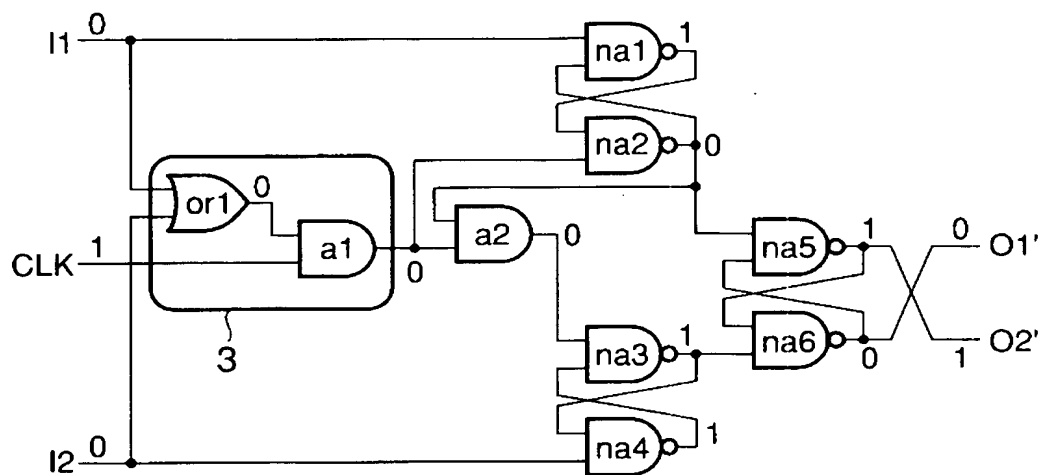 I1 0
na1 1
na2 0
or1 0
CLK 1
a1 0
a2 0
3
na5 1
0 O1'
na3 1
na6 0
1 O2'
na4 1
I2 0